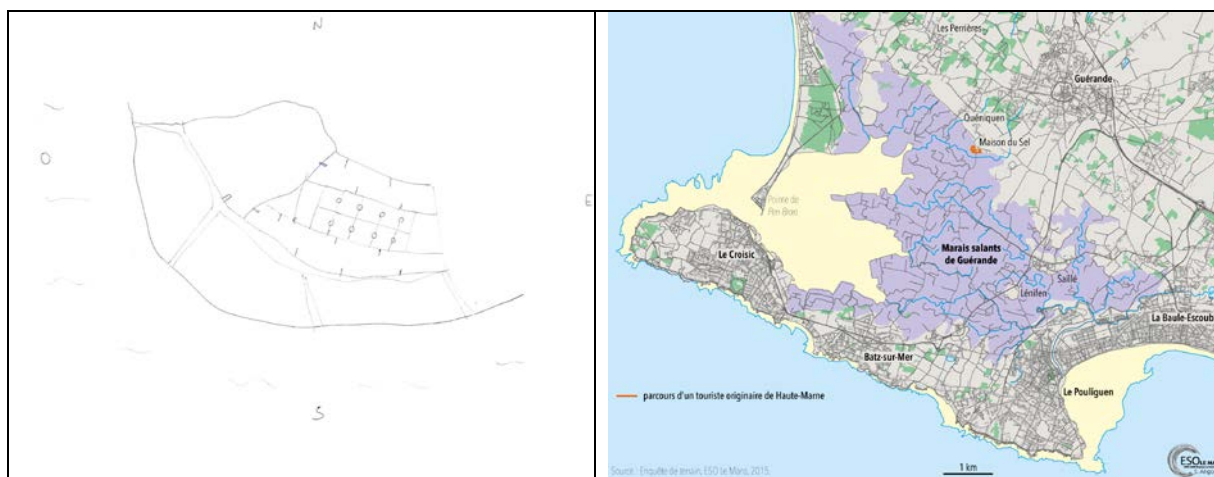 N
O
E
S
Les Perrières
Guérande
Quéniquen
Maison du Sel
Pointe de
Pen Bron
Le Croisic
Marais salants
de Guérande
Saillé
Lénifen
La Baule-Escoub
Batz-sur-Mer
Le Pouliguen
parcours d'un touriste originaire de Haute-Marne
Source : Enquête de terrain, ESO le Mans, 2015.
1 km